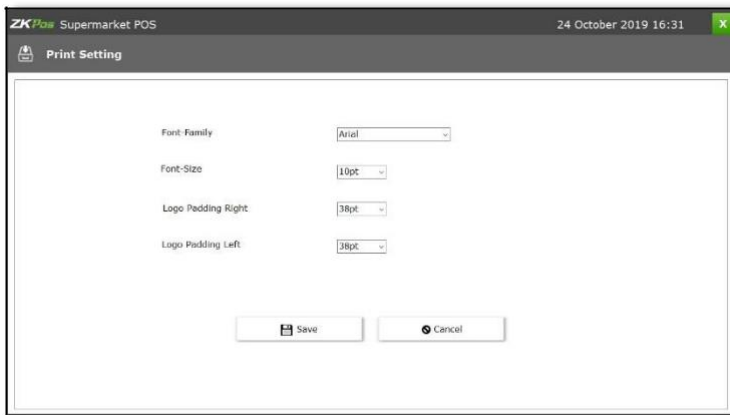 ZKPos Supermarket POS 24 October 2019 16:31 X
Print Setting
Font-Family Arial
Font-Size 10pt
Logo Padding Right 38pt
Logo Padding Left 38pt
Save Cancel